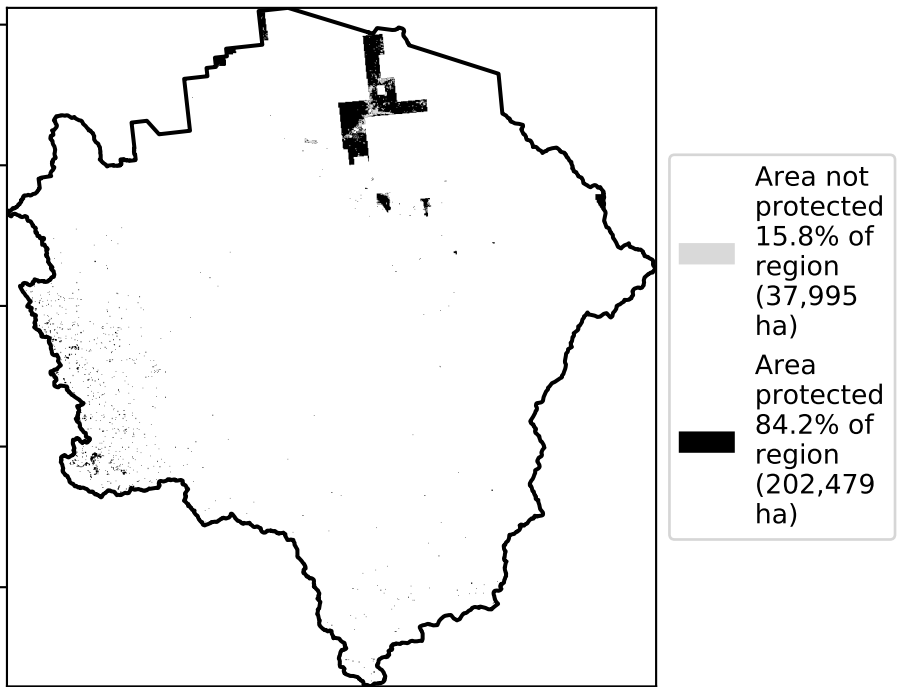 Area not
protected
15.8% of
region
(37,995
ha)
Area
protected
84.2% of
region
(202,479
ha)